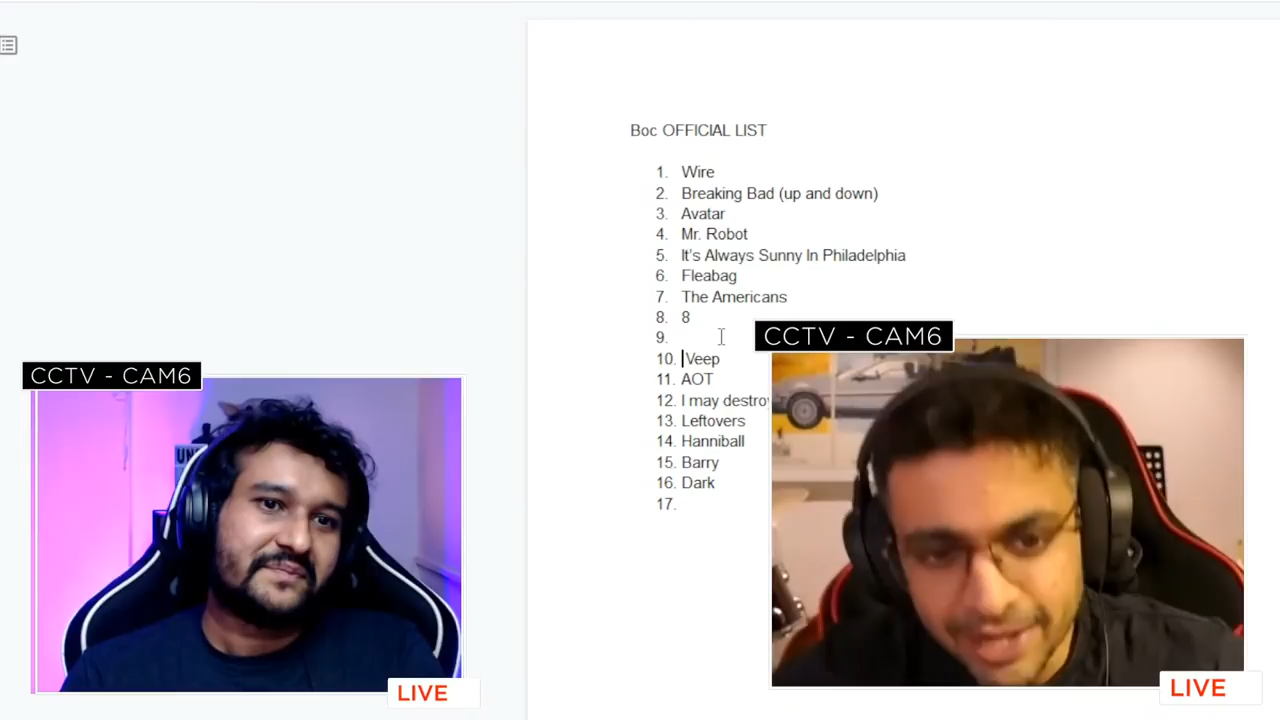 Boc OFFICIAL LIST
1. Wire
2. Breaking Bad (up and down)
3. Avatar
4. Mr. Robot
5. It's Always Sunny In Philadelphia
6. Fleabag
7. The Americans
8. 8
9.
10. Veep
11. AOT
12. I may destroy
13. Leftovers
14. Hanniball
15. Barry
16. Dark
17.
CCTV - CAM6
LIVE
CCTV - CAM6
LIVE